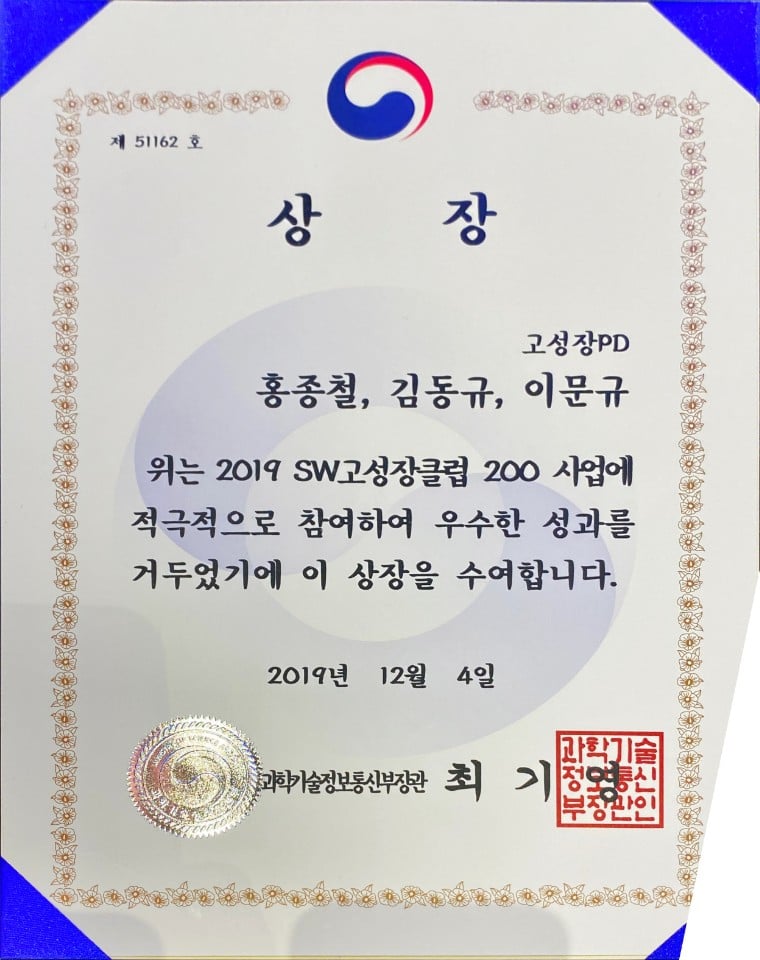 제 51162 호
상 장
고성장PD
홍종철, 김동규, 이문규
위는 2019 SW고성장클럽 200 사업에
적극적으로 참여하여 우수한 성과를
거두었기에 이 상장을 수여합니다.
2019년 12월 4일
과학기술정보통신부장관 최 기 영
과학기술
정보통신
부장관인